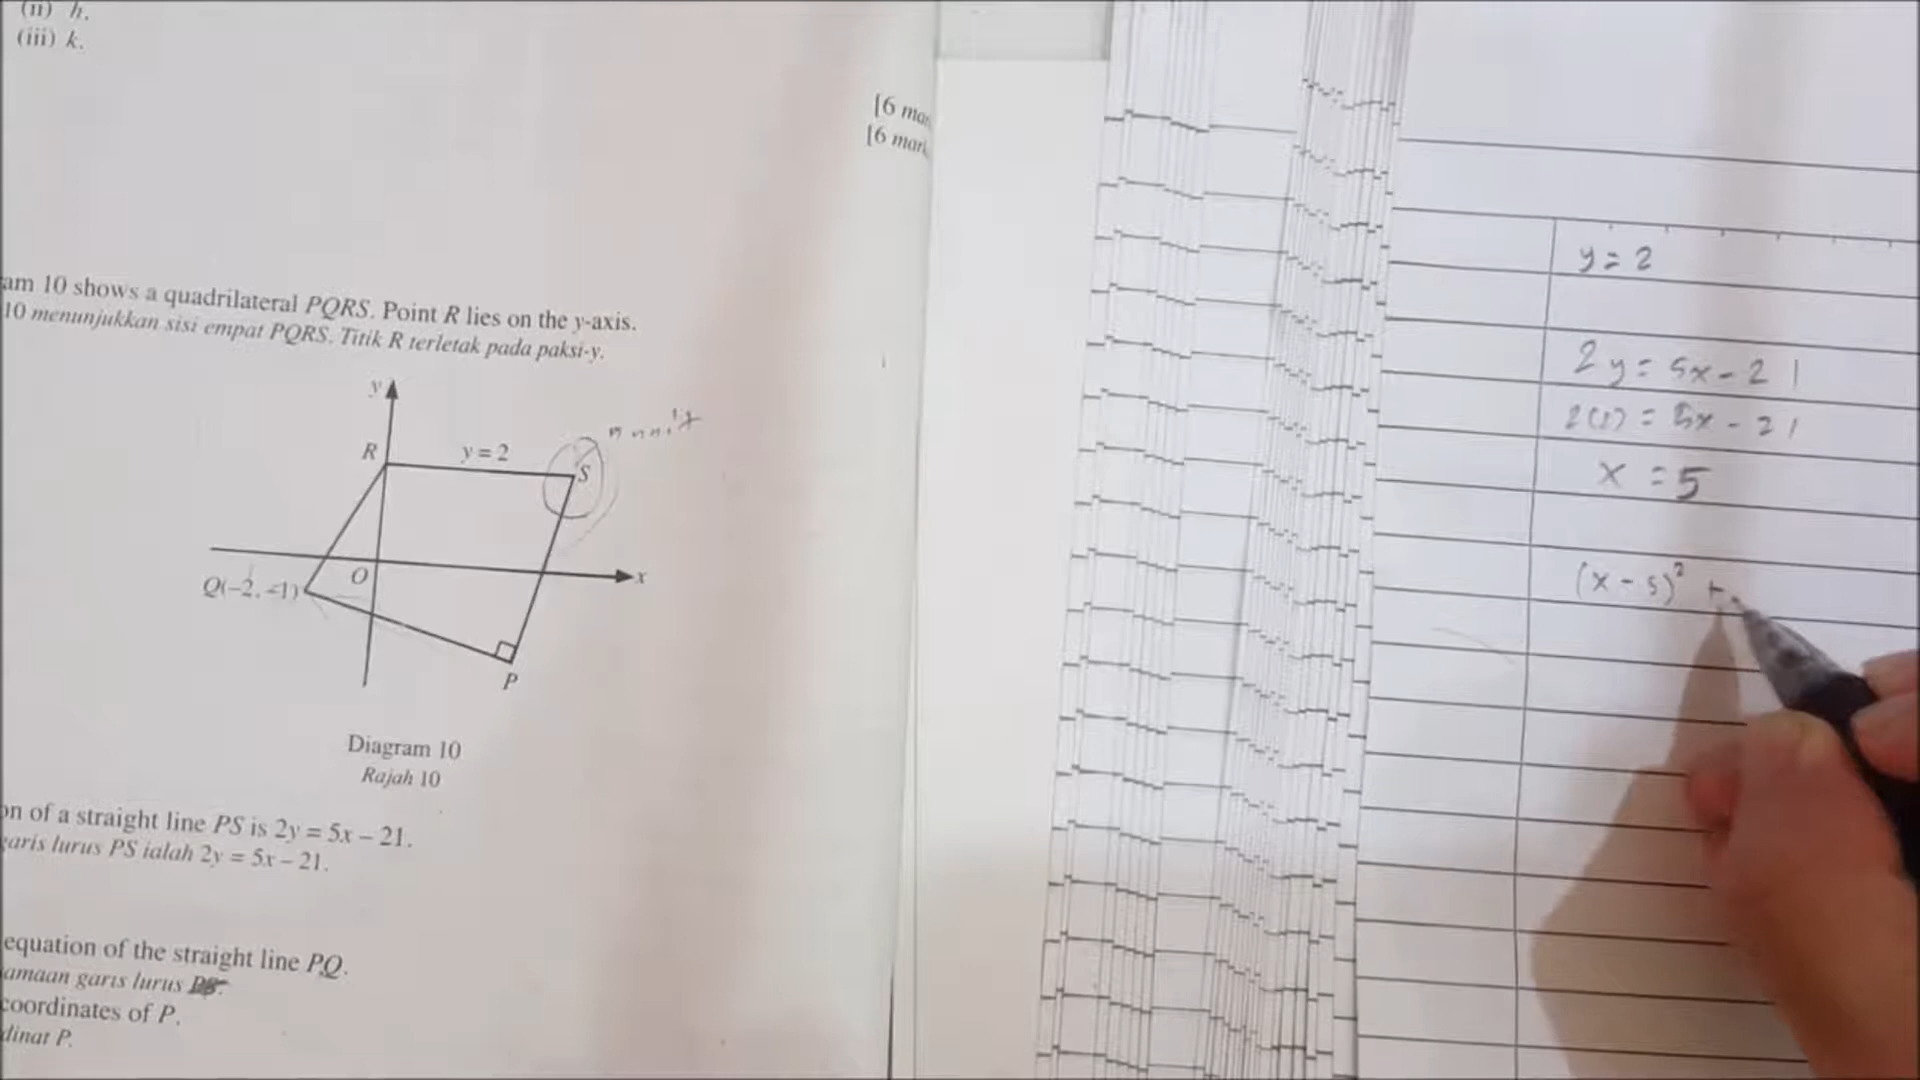 (ii) h.
(iii) k.
[6 mar
[6 mark
am 10 shows a quadrilateral PQRS. Point R lies on the y-axis.
10 menunjukkan sisi empat PQRS. Titik R terletak pada paksi-y.
y
R
y = 2
S
5 unit
Q(–2, –1)
O
x
P
Diagram 10
Rajah 10
on of a straight line PS is 2y = 5x – 21.
garis lurus PS ialah 2y = 5x – 21.
equation of the straight line PQ.
amaan garis lurus
coordinates of P.
dinat P.
y = 2
2y = 5x - 21
2(2) = 5x - 21
x = 5
(x - 5)² +